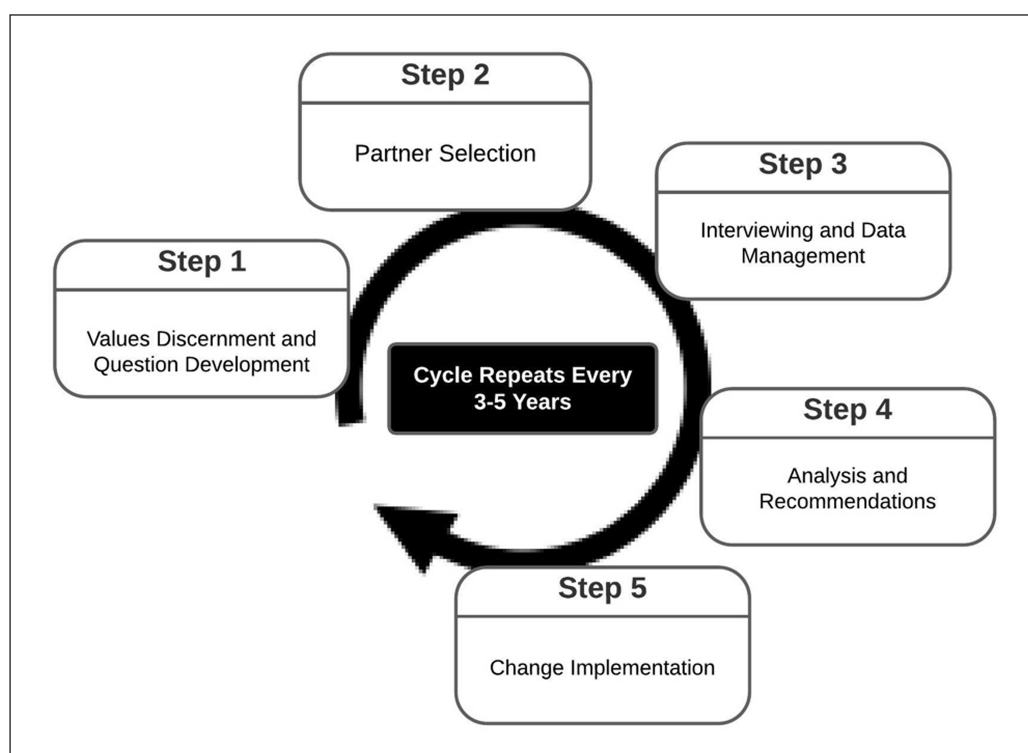 Step 1
Values Discernment and
Question Development
Step 2
Partner Selection
Step 3
Interviewing and Data
Management
Step 4
Analysis and
Recommendations
Step 5
Change Implementation
Cycle Repeats Every
3-5 Years